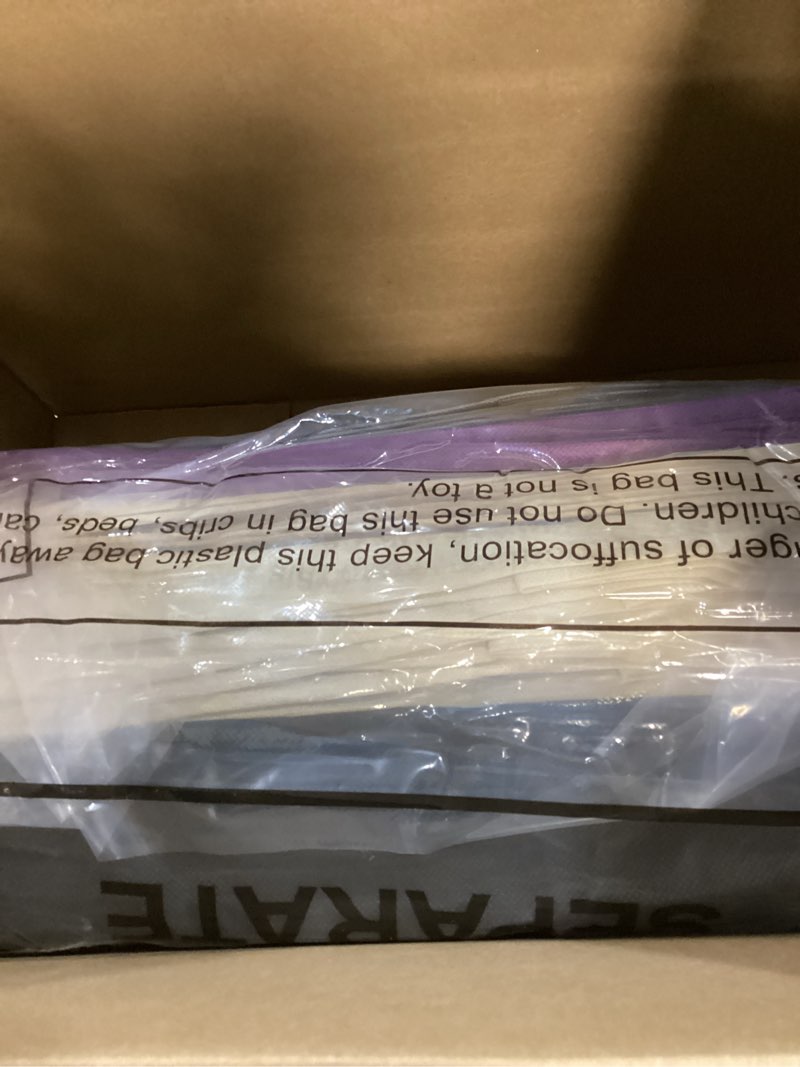 SEPARATE
nger of suffocation, keep this plastic bag away
children. Do not use this bag in cribs, beds, car
s. This bag is not a toy.